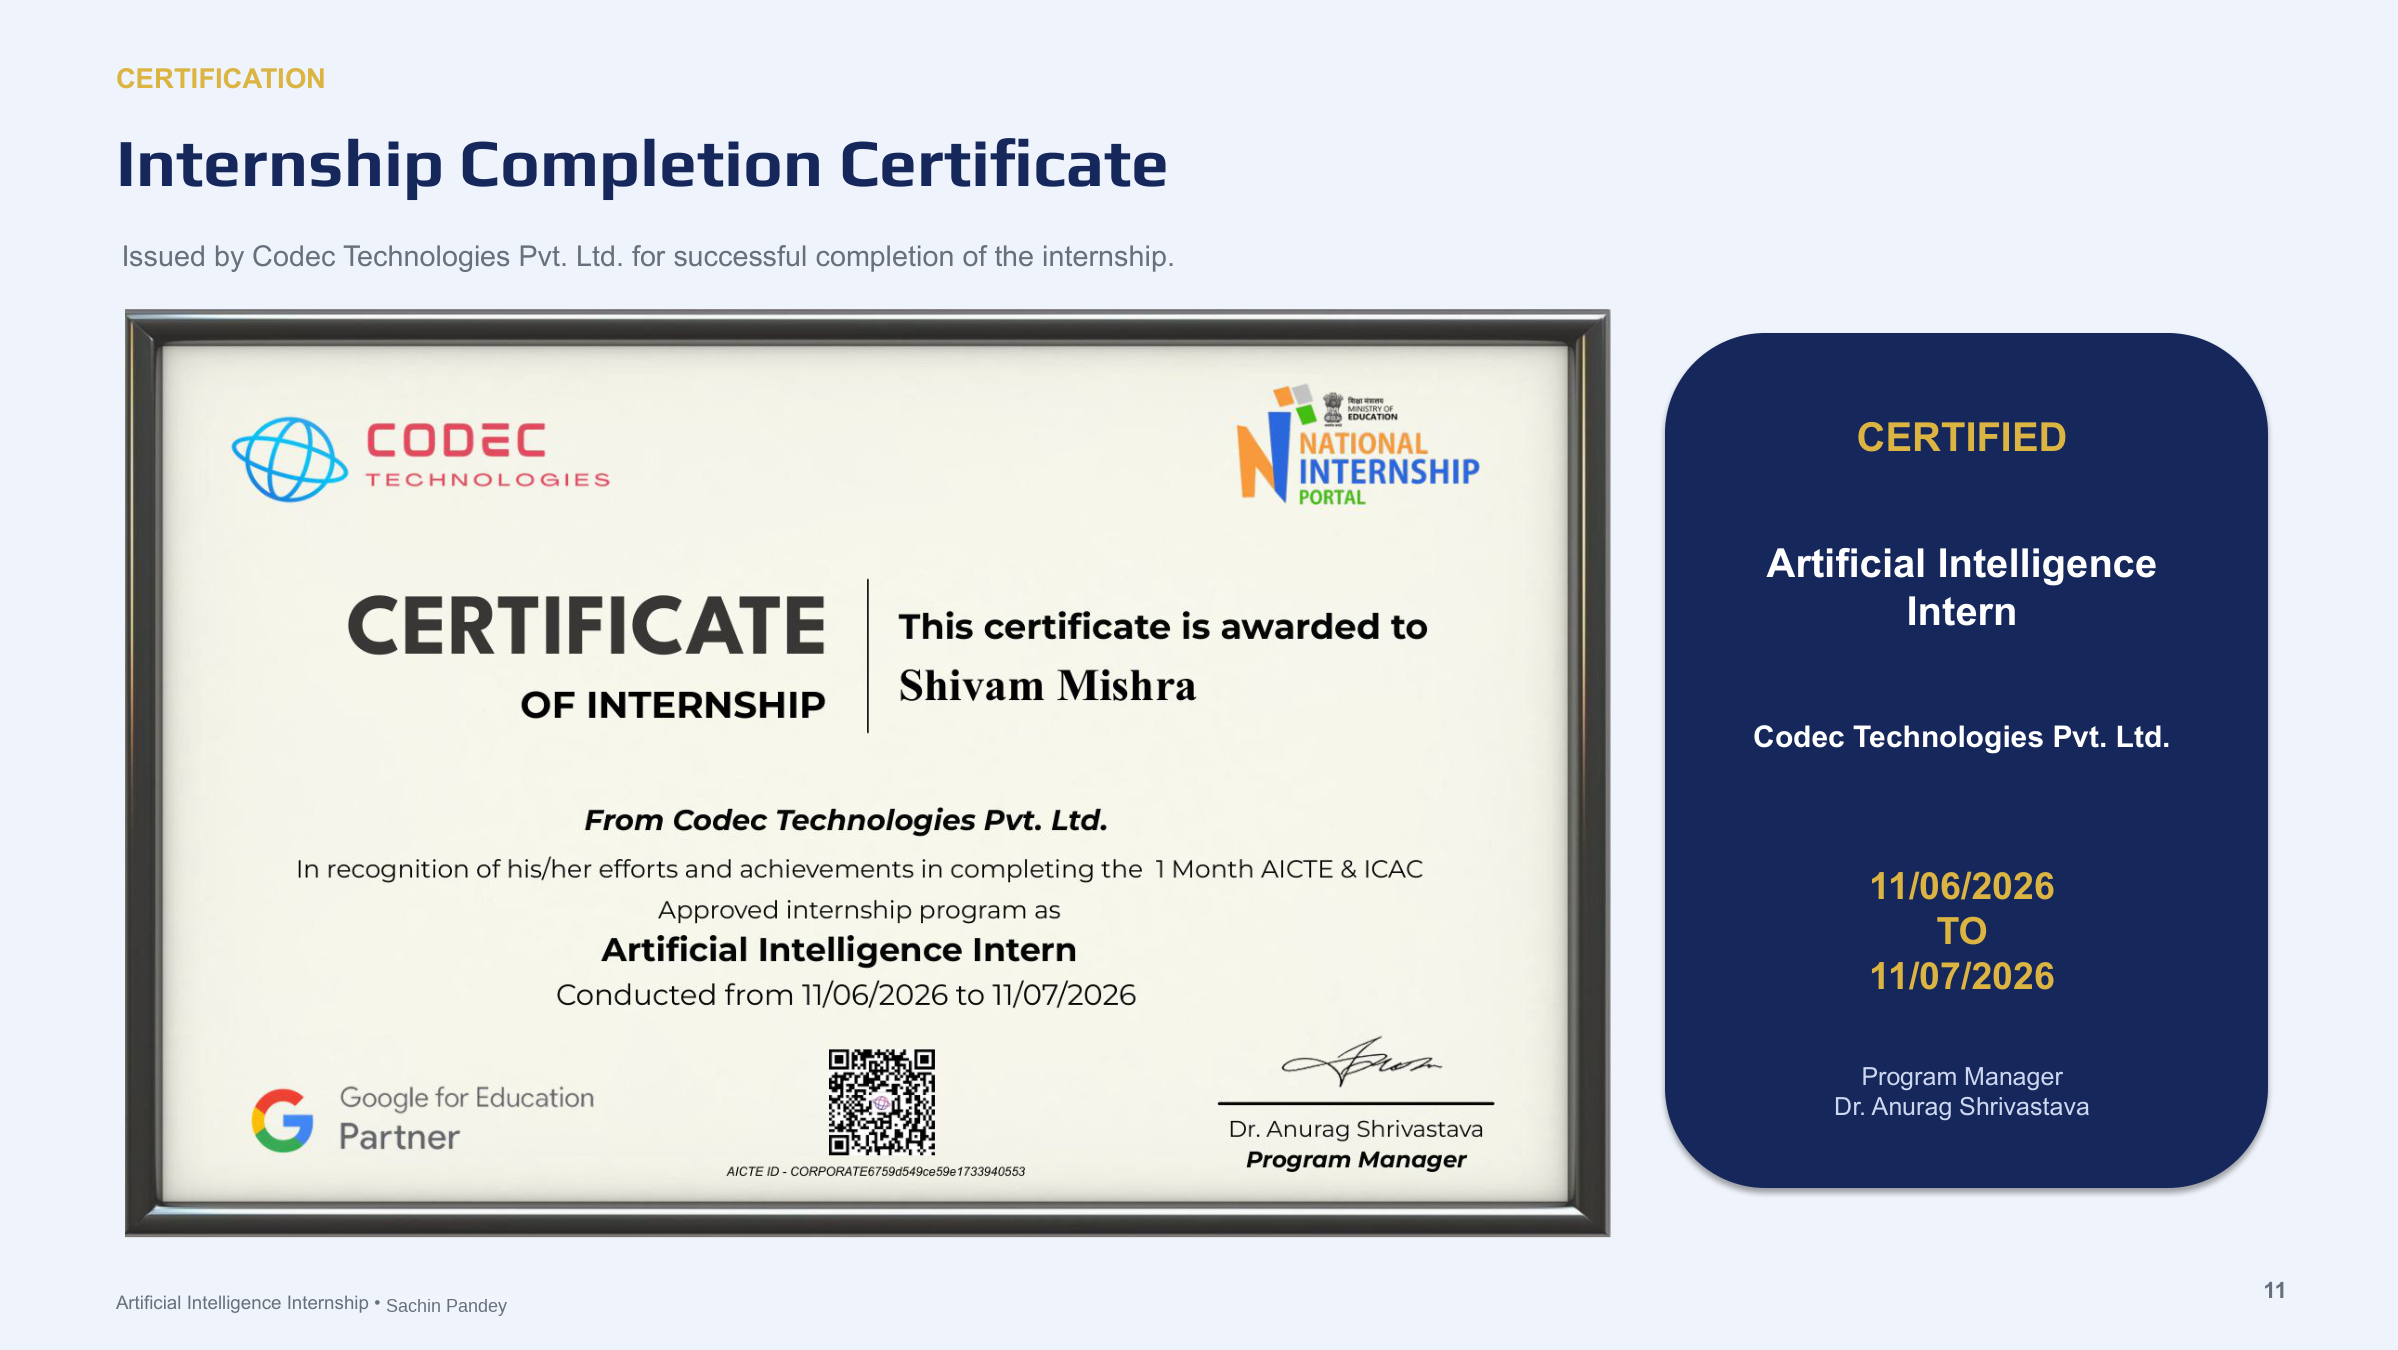 CERTIFICATION
Internship Completion Certificate
Issued by Codec Technologies Pvt. Ltd. for successful completion of the internship.
CODEC
TECHNOLOGIES
शिक्षा मंत्रालय
MINISTRY OF
EDUCATION
NATIONAL
INTERNSHIP
PORTAL
CERTIFICATE
OF INTERNSHIP
This certificate is awarded to
Shivam Mishra
From Codec Technologies Pvt. Ltd.
In recognition of his/her efforts and achievements in completing the 1 Month AICTE & ICAC
Approved internship program as
Artificial Intelligence Intern
Conducted from 11/06/2026 to 11/07/2026
Google for Education
Partner
AICTE ID - CORPORATE6759d549ce59e1733940553
Dr. Anurag Shrivastava
Program Manager
CERTIFIED
Artificial Intelligence
Intern
Codec Technologies Pvt. Ltd.
11/06/2026
TO
11/07/2026
Program Manager
Dr. Anurag Shrivastava
Artificial Intelligence Internship • Sachin Pandey
11